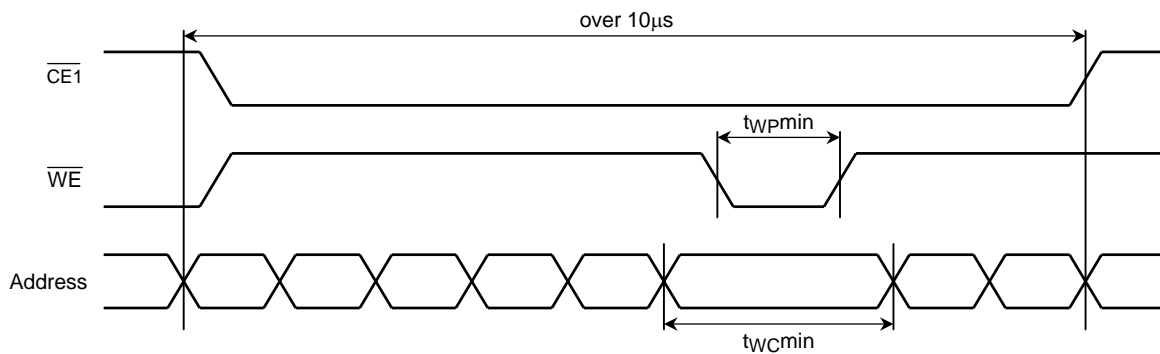 over 10μs
CE1
tWPmin
WE
Address
tWCmin